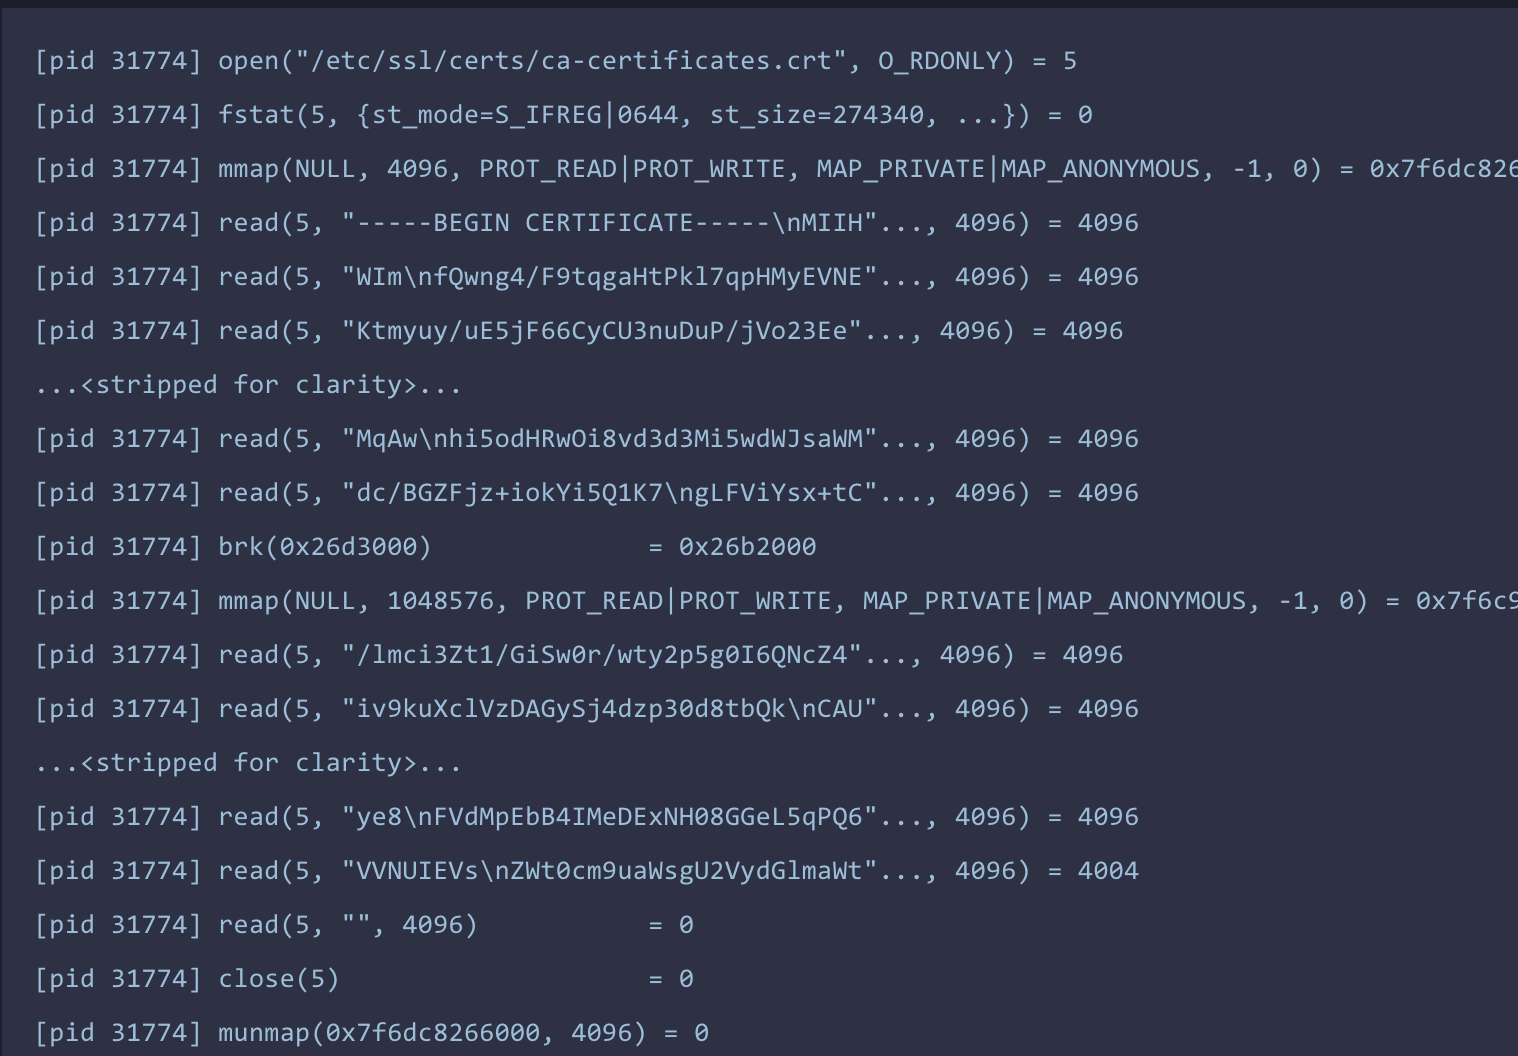 [pid 31774] open("/etc/ssl/certs/ca-certificates.crt", O_RDONLY) = 5
[pid 31774] fstat(5, {st_mode=S_IFREG|0644, st_size=274340, ...}) = 0
[pid 31774] mmap(NULL, 4096, PROT_READ|PROT_WRITE, MAP_PRIVATE|MAP_ANONYMOUS, -1, 0) = 0x7f6dc826
[pid 31774] read(5, "-----BEGIN CERTIFICATE-----\nMIIH"..., 4096) = 4096
[pid 31774] read(5, "WIm\nfQwng4/F9tqgaHtPkl7qpHMyEVNE"..., 4096) = 4096
[pid 31774] read(5, "Ktmyuy/uE5jF66CyCU3nuDuP/jVo23Ee"..., 4096) = 4096
...<stripped for clarity>...
[pid 31774] read(5, "MqAw\nhi5odHRwOi8vd3d3Mi5wdWJsaWM"..., 4096) = 4096
[pid 31774] read(5, "dc/BGZFjz+iokYi5Q1K7\ngLFViYsx+tC"..., 4096) = 4096
[pid 31774] brk(0x26d3000) = 0x26b2000
[pid 31774] mmap(NULL, 1048576, PROT_READ|PROT_WRITE, MAP_PRIVATE|MAP_ANONYMOUS, -1, 0) = 0x7f6c9
[pid 31774] read(5, "/lmci3Zt1/GiSw0r/wty2p5g0I6QNcZ4"..., 4096) = 4096
[pid 31774] read(5, "iv9kuXclVzDAGySj4dzp30d8tbQk\nCAU"..., 4096) = 4096
...<stripped for clarity>...
[pid 31774] read(5, "ye8\nFVdMpEbB4IMeDExNH08GGeL5qPQ6"..., 4096) = 4096
[pid 31774] read(5, "VVNUIEVs\nZWt0cm9uaWsgU2VydGlmaWt"..., 4096) = 4004
[pid 31774] read(5, "", 4096) = 0
[pid 31774] close(5) = 0
[pid 31774] munmap(0x7f6dc8266000, 4096) = 0